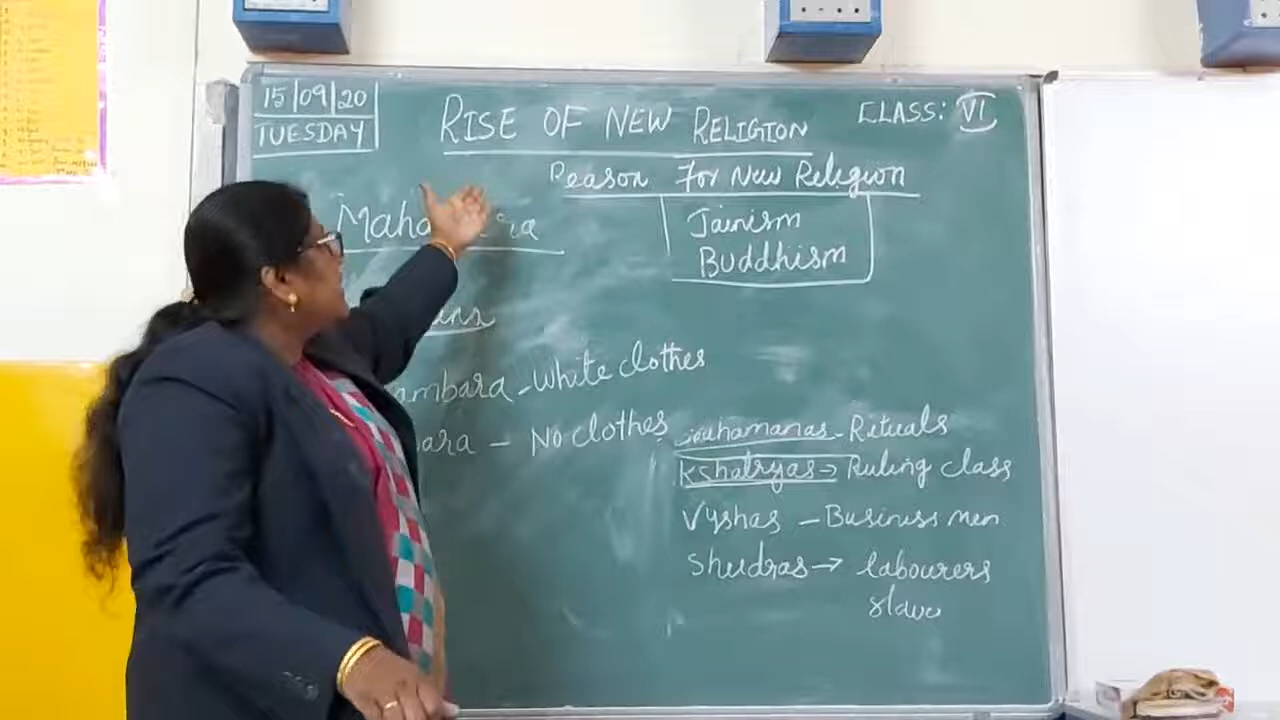 15/09/20
TUESDAY
RISE OF NEW RELIGION
CLASS: VI
Reason For New Religion
Jainism
Buddhism
White clothes
No clothes
Rituals
Kshatryas → Ruling class
Vyshas - Business men
Shudras → labourers
slave